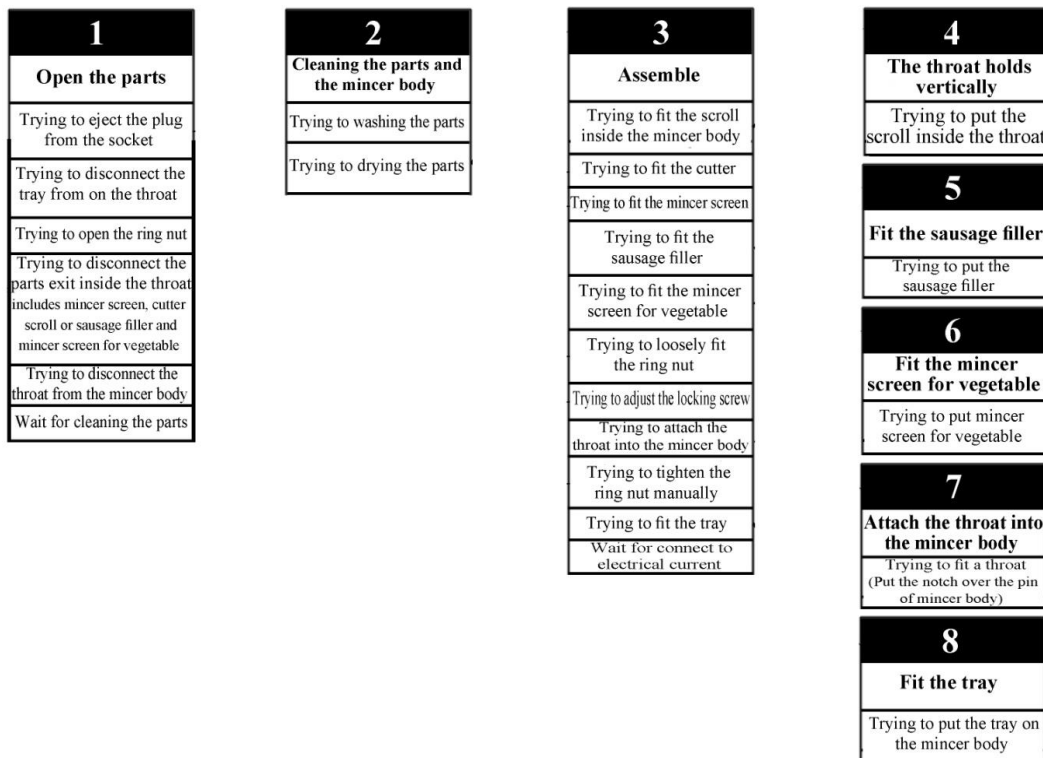 1
Open the parts
Trying to eject the plug
from the socket
Trying to disconnect the
tray from on the throat
Trying to open the ring nut
Trying to disconnect the
parts exit inside the throat
includes mincer screen, cutter
scroll or sausage filler and
mincer screen for vegetable
Trying to disconnect the
throat from the mincer body
Wait for cleaning the parts
2
Cleaning the parts and
the mincer body
Trying to washing the parts
Trying to drying the parts
3
Assemble
Trying to fit the scroll
inside the mincer body
Trying to fit the cutter
Trying to fit the mincer screen
Trying to fit the
sausage filler
Trying to fit the mincer
screen for vegetable
Trying to loosely fit
the ring nut
Trying to adjust the locking screw
Trying to attach the
throat into the mincer body
Trying to tighten the
ring nut manually
Trying to fit the tray
Wait for connect to
electrical current
4
The throat holds
vertically
Trying to put the
scroll inside the throat
5
Fit the sausage filler
Trying to put the
sausage filler
6
Fit the mincer
screen for vegetable
Trying to put mincer
screen for vegetable
7
Attach the throat into
the mincer body
Trying to fit a throat
(Put the notch over the pin
of mincer body)
8
Fit the tray
Trying to put the tray on
the mincer body